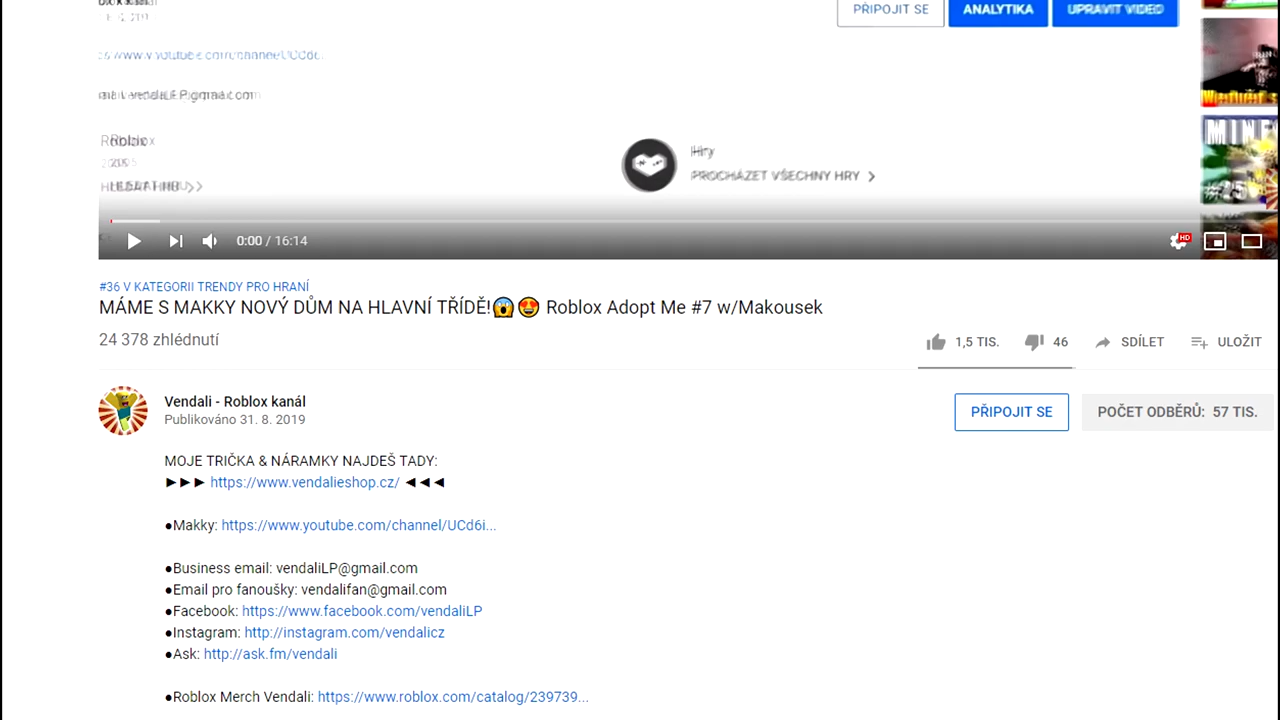 PŘIPOJIT SE
ANALYTIKA
UPRAVIT VIDEO
Roblox
Hry
PROCHÁZET VŠECHNY HRY
0:00 / 16:14
HD
#36 V KATEGORII TRENDY PRO HRANÍ
MÁME S MAKKY NOVÝ DŮM NA HLAVNÍ TŘÍDĚ!😱😍 Roblox Adopt Me #7 w/Makousek
24 378 zhlédnutí
1,5 TIS. 46 SDÍLET ULOŽIT
Vendali - Roblox kanál
Publikováno 31. 8. 2019
PŘIPOJIT SE
POČET ODBĚRŮ: 57 TIS.
MOJE TRIČKA & NÁRAMKY NAJDEŠ TADY:
►►► https://www.vendalieshop.cz/ ◄◄◄
●Makky: https://www.youtube.com/channel/UCd6i...
●Business email: vendaliLP@gmail.com
●Email pro fanoušky: vendalifan@gmail.com
●Facebook: https://www.facebook.com/vendaliLP
●Instagram: http://instagram.com/vendalicz
●Ask: http://ask.fm/vendali
●Roblox Merch Vendali: https://www.roblox.com/catalog/239739...